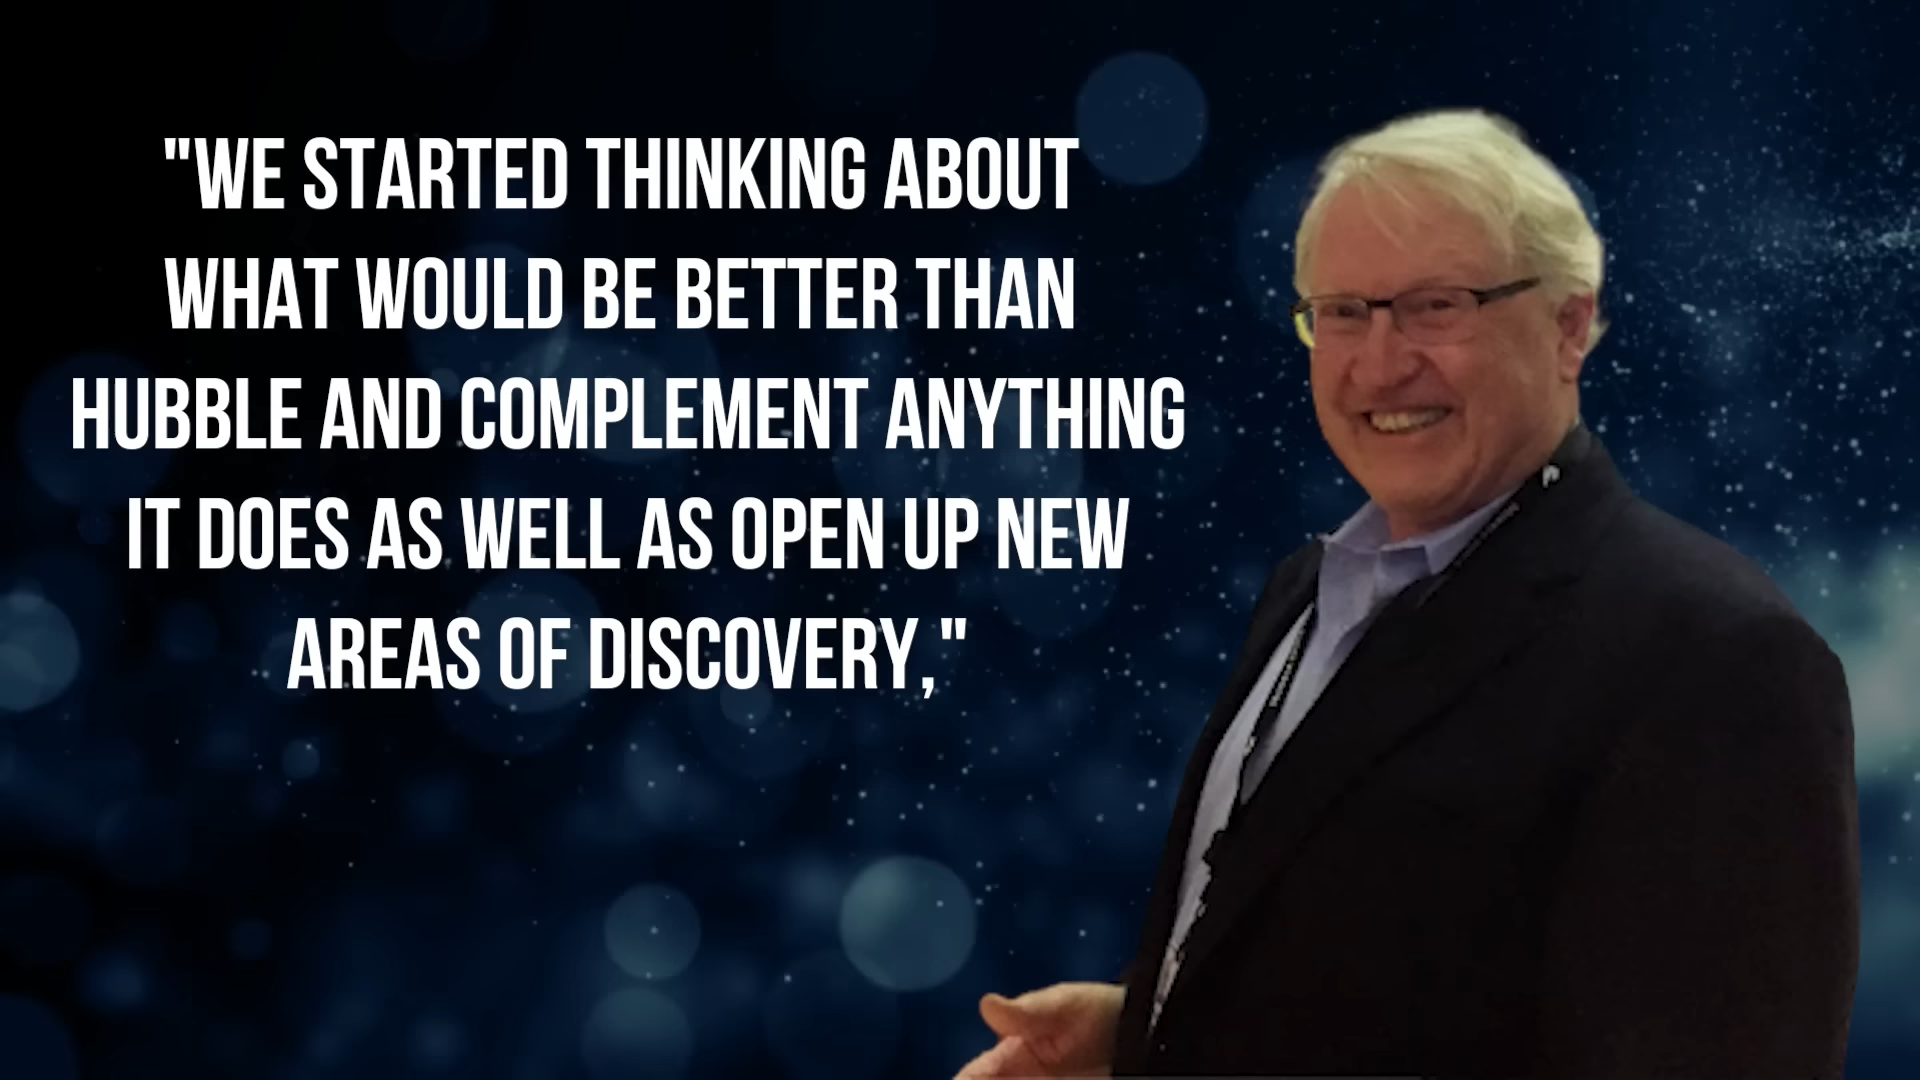 "WE STARTED THINKING ABOUT
WHAT WOULD BE BETTER THAN
HUBBLE AND COMPLEMENT ANYTHING
IT DOES AS WELL AS OPEN UP NEW
AREAS OF DISCOVERY,"